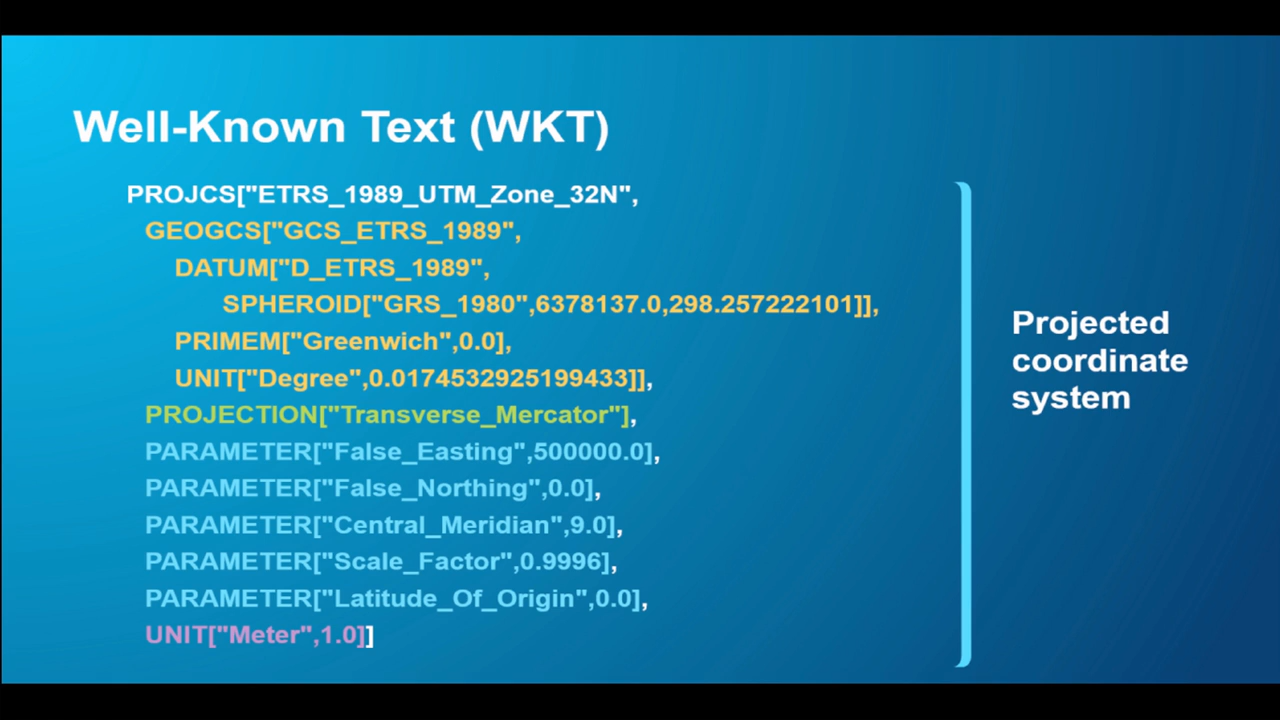 Well-Known Text (WKT)
PROJCS["ETRS_1989_UTM_Zone_32N",
GEOGCS["GCS_ETRS_1989",
DATUM["D_ETRS_1989",
SPHEROID["GRS_1980",6378137.0,298.257222101]],
PRIMEM["Greenwich",0.0],
UNIT["Degree",0.0174532925199433]],
PROJECTION["Transverse_Mercator"],
PARAMETER["False_Easting",500000.0],
PARAMETER["False_Northing",0.0],
PARAMETER["Central_Meridian",9.0],
PARAMETER["Scale_Factor",0.9996],
PARAMETER["Latitude_Of_Origin",0.0],
UNIT["Meter",1.0]]
Projected
coordinate
system